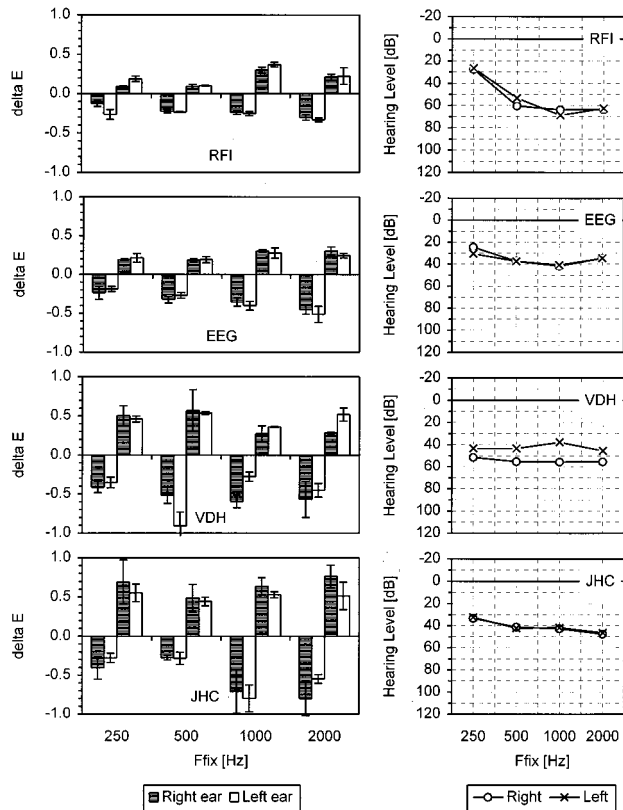 1.0
0.5
0.0
-0.5
-1.0
delta E
RFI
1.0
0.5
0.0
-0.5
-1.0
delta E
EEG
1.0
0.5
0.0
-0.5
-1.0
delta E
VDH
1.0
0.5
0.0
-0.5
-1.0
delta E
JHC
250 500 1000 2000
Ffix [Hz]
Right ear Left ear
-20
0
20
40
60
80
100
120
Hearing Level [dB]
RFI
-20
0
20
40
60
80
100
120
Hearing Level [dB]
EEG
-20
0
20
40
60
80
100
120
Hearing Level [dB]
VDH
-20
0
20
40
60
80
100
120
Hearing Level [dB]
JHC
250 500 1000 2000
Ffix [Hz]
Right Left